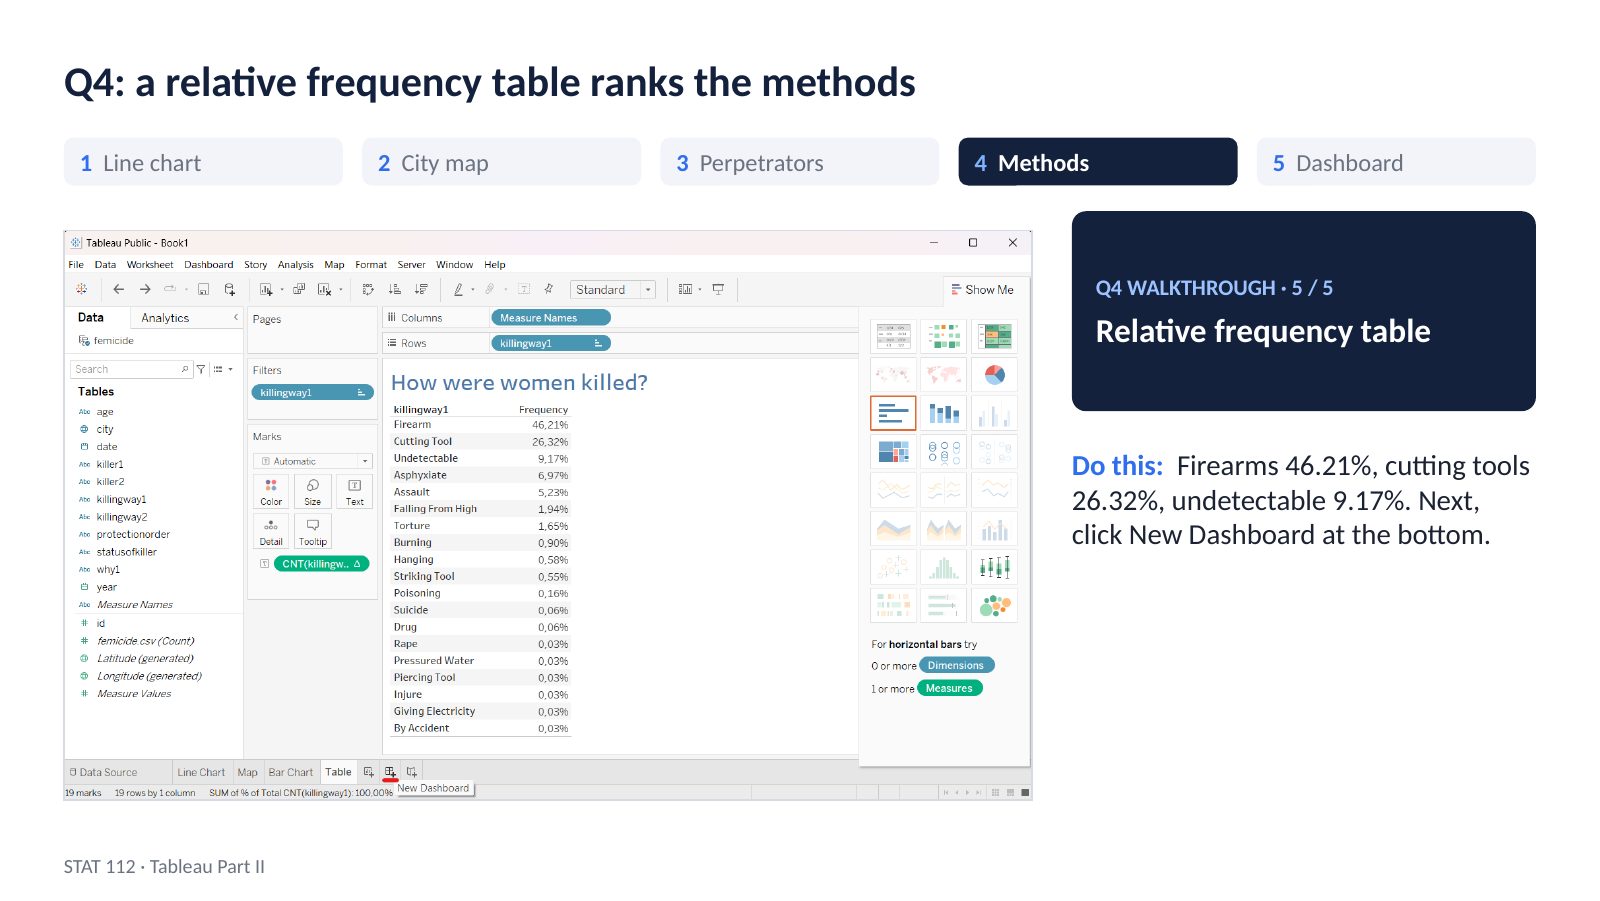 Q4: a relative frequency table ranks the methods
1 Line chart
2 City map
3 Perpetrators
4 Methods
5 Dashboard
Tableau Public - Book1
File Data Worksheet Dashboard Story Analysis Map Format Server Window Help
Standard
Show Me
Data Analytics
femicide
Search
Tables
Abc age
city
date
Abc killer1
Abc killer2
Abc killingway1
Abc killingway2
Abc protectionorder
Abc statusofkiller
Abc why1
year
Abc Measure Names
id
femicide.csv (Count)
Latitude (generated)
Longitude (generated)
Measure Values
Pages
Filters
killingway1
Marks
Automatic
Color Size Text
Detail Tooltip
CNT(killingw..
Columns Measure Names
Rows killingway1
How were women killed?
killingway1 Frequency
Firearm 46,21%
Cutting Tool 26,32%
Undetectable 9,17%
Asphyxiate 6,97%
Assault 5,23%
Falling From High 1,94%
Torture 1,65%
Burning 0,90%
Hanging 0,58%
Striking Tool 0,55%
Poisoning 0,16%
Suicide 0,06%
Drug 0,06%
Rape 0,03%
Pressured Water 0,03%
Piercing Tool 0,03%
Injure 0,03%
Giving Electricity 0,03%
By Accident 0,03%
For horizontal bars try
0 or more Dimensions
1 or more Measures
Data Source Line Chart Map Bar Chart Table
New Dashboard
19 marks 19 rows by 1 column SUM of % of Total CNT(killingway1): 100,00%
Q4 WALKTHROUGH · 5 / 5
Relative frequency table
Do this: Firearms 46.21%, cutting tools
26.32%, undetectable 9.17%. Next,
click New Dashboard at the bottom.
STAT 112 · Tableau Part II